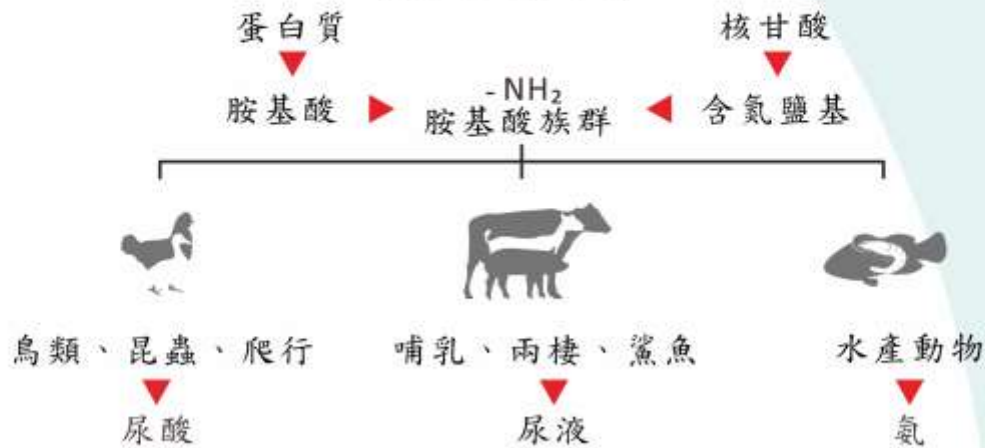 蛋白質
核甘酸
胺基酸
- NH₂
胺基酸族群
含氮鹽基
鳥類、昆蟲、爬行
哺乳、兩棲、鯊魚
水產動物
尿酸
尿液
氨